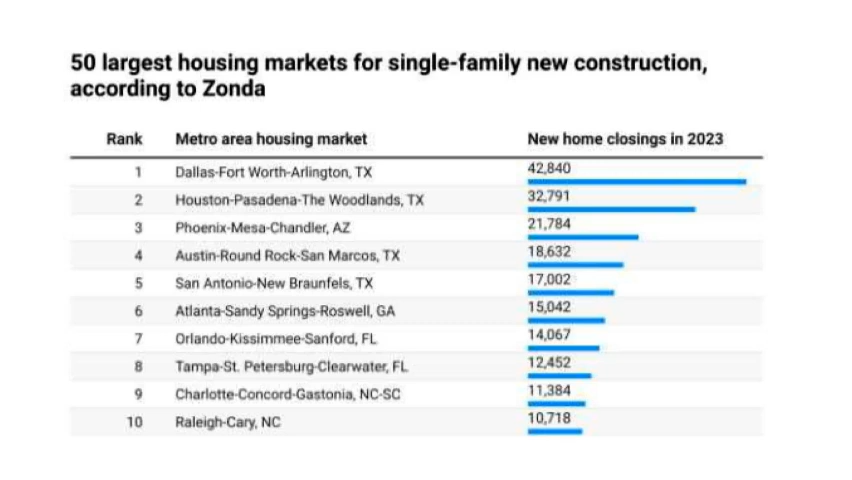 50 largest housing markets for single-family new construction,
according to Zonda
Rank Metro area housing market New home closings in 2023
1 Dallas-Fort Worth-Arlington, TX 42,840
2 Houston-Pasadena-The Woodlands, TX 32,791
3 Phoenix-Mesa-Chandler, AZ 21,784
4 Austin-Round Rock-San Marcos, TX 18,632
5 San Antonio-New Braunfels, TX 17,002
6 Atlanta-Sandy Springs-Roswell, GA 15,042
7 Orlando-Kissimmee-Sanford, FL 14,067
8 Tampa-St. Petersburg-Clearwater, FL 12,452
9 Charlotte-Concord-Gastonia, NC-SC 11,384
10 Raleigh-Cary, NC 10,718